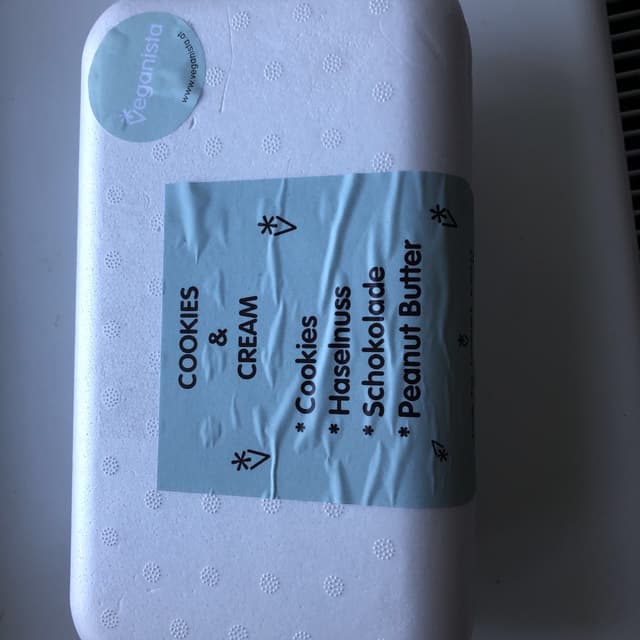 Veganista
www.veganista.at
COOKIES
&
CREAM
* Cookies
* Haselnuss
* Schokolade
* Peanut Butter